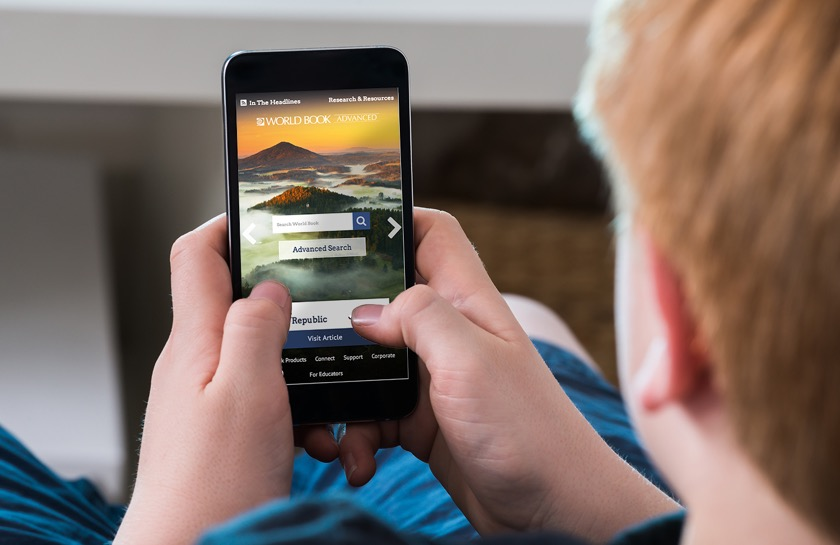 In The Headlines
Research & Resources
WORLD BOOK ADVANCED
Search World Book
Advanced Search
Republic
Visit Article
Products Connect Support Corporate
For Educators